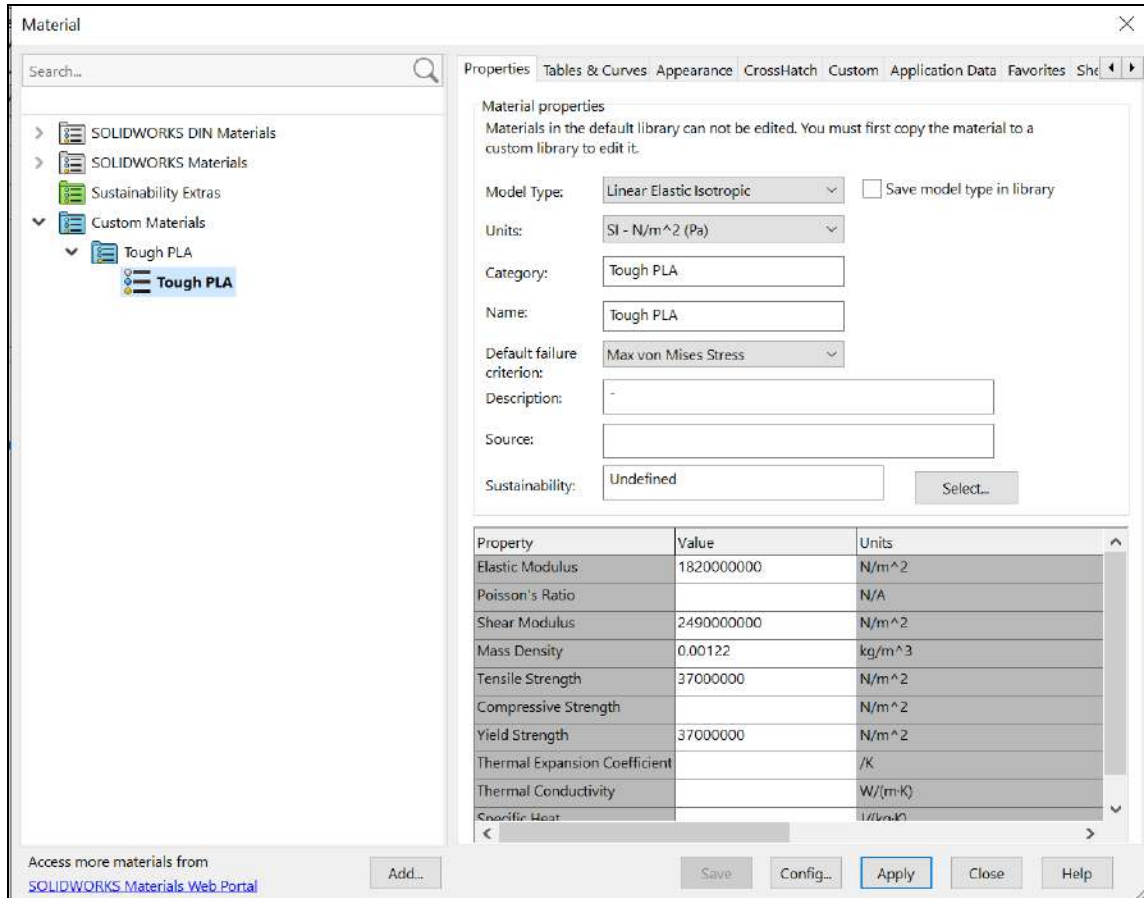 Material
Search...
SOLIDWORKS DIN Materials
SOLIDWORKS Materials
Sustainability Extras
Custom Materials
Tough PLA
Tough PLA
Access more materials from
SOLIDWORKS Materials Web Portal
Add...
Properties Tables & Curves Appearance CrossHatch Custom Application Data Favorites She
Material properties
Materials in the default library can not be edited. You must first copy the material to a
custom library to edit it.
Model Type: Linear Elastic Isotropic Save model type in library
Units: SI - N/m^2 (Pa)
Category: Tough PLA
Name: Tough PLA
Default failure
criterion: Max von Mises Stress
Description: -
Source:
Sustainability: Undefined Select...
Property Value Units
Elastic Modulus 1820000000 N/m^2
Poisson's Ratio N/A
Shear Modulus 2490000000 N/m^2
Mass Density 0.00122 kg/m^3
Tensile Strength 37000000 N/m^2
Compressive Strength N/m^2
Yield Strength 37000000 N/m^2
Thermal Expansion Coefficient /K
Thermal Conductivity W/(m·K)
Specific Heat J/(kg·K)
Save Config... Apply Close Help